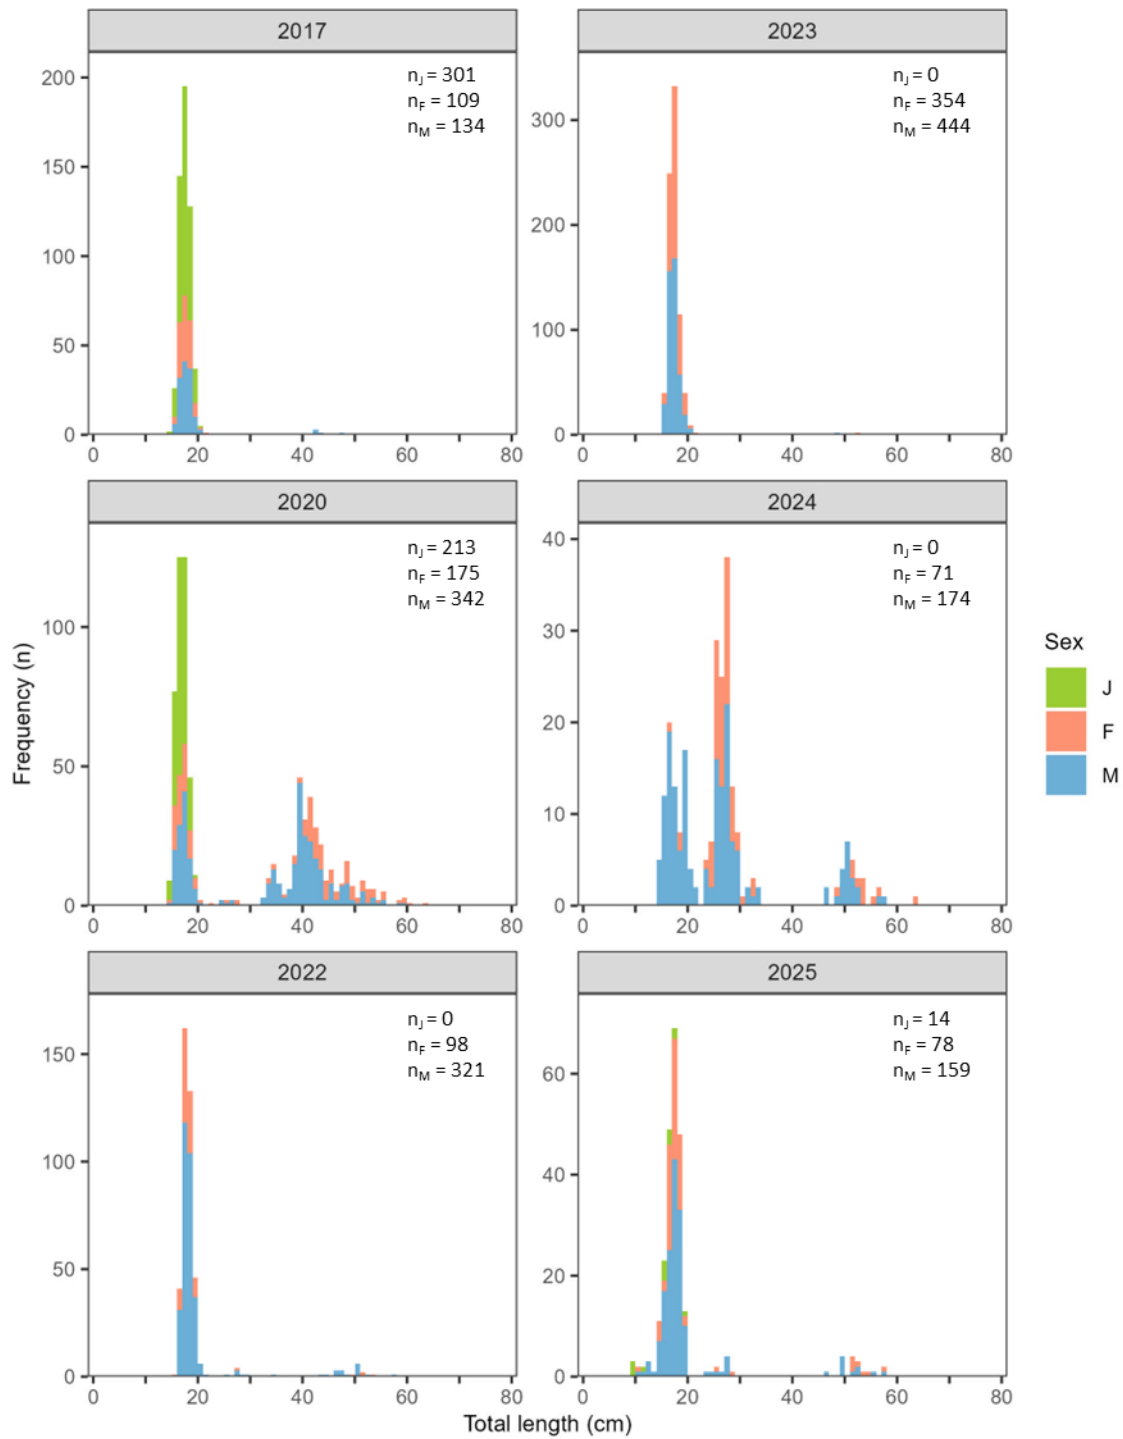 2017
2023
n_J = 301
n_F = 109
n_M = 134
n_J = 0
n_F = 354
n_M = 444
200
150
100
50
0
300
200
100
0
0 20 40 60 80
0 20 40 60 80
2020
2024
n_J = 213
n_F = 175
n_M = 342
n_J = 0
n_F = 71
n_M = 174
100
50
0
40
30
20
10
0
0 20 40 60 80
0 20 40 60 80
2022
2025
n_J = 0
n_F = 98
n_M = 321
n_J = 14
n_F = 78
n_M = 159
150
100
50
0
60
40
20
0
0 20 40 60 80
0 20 40 60 80
Frequency (n)
Total length (cm)
Sex
J
F
M